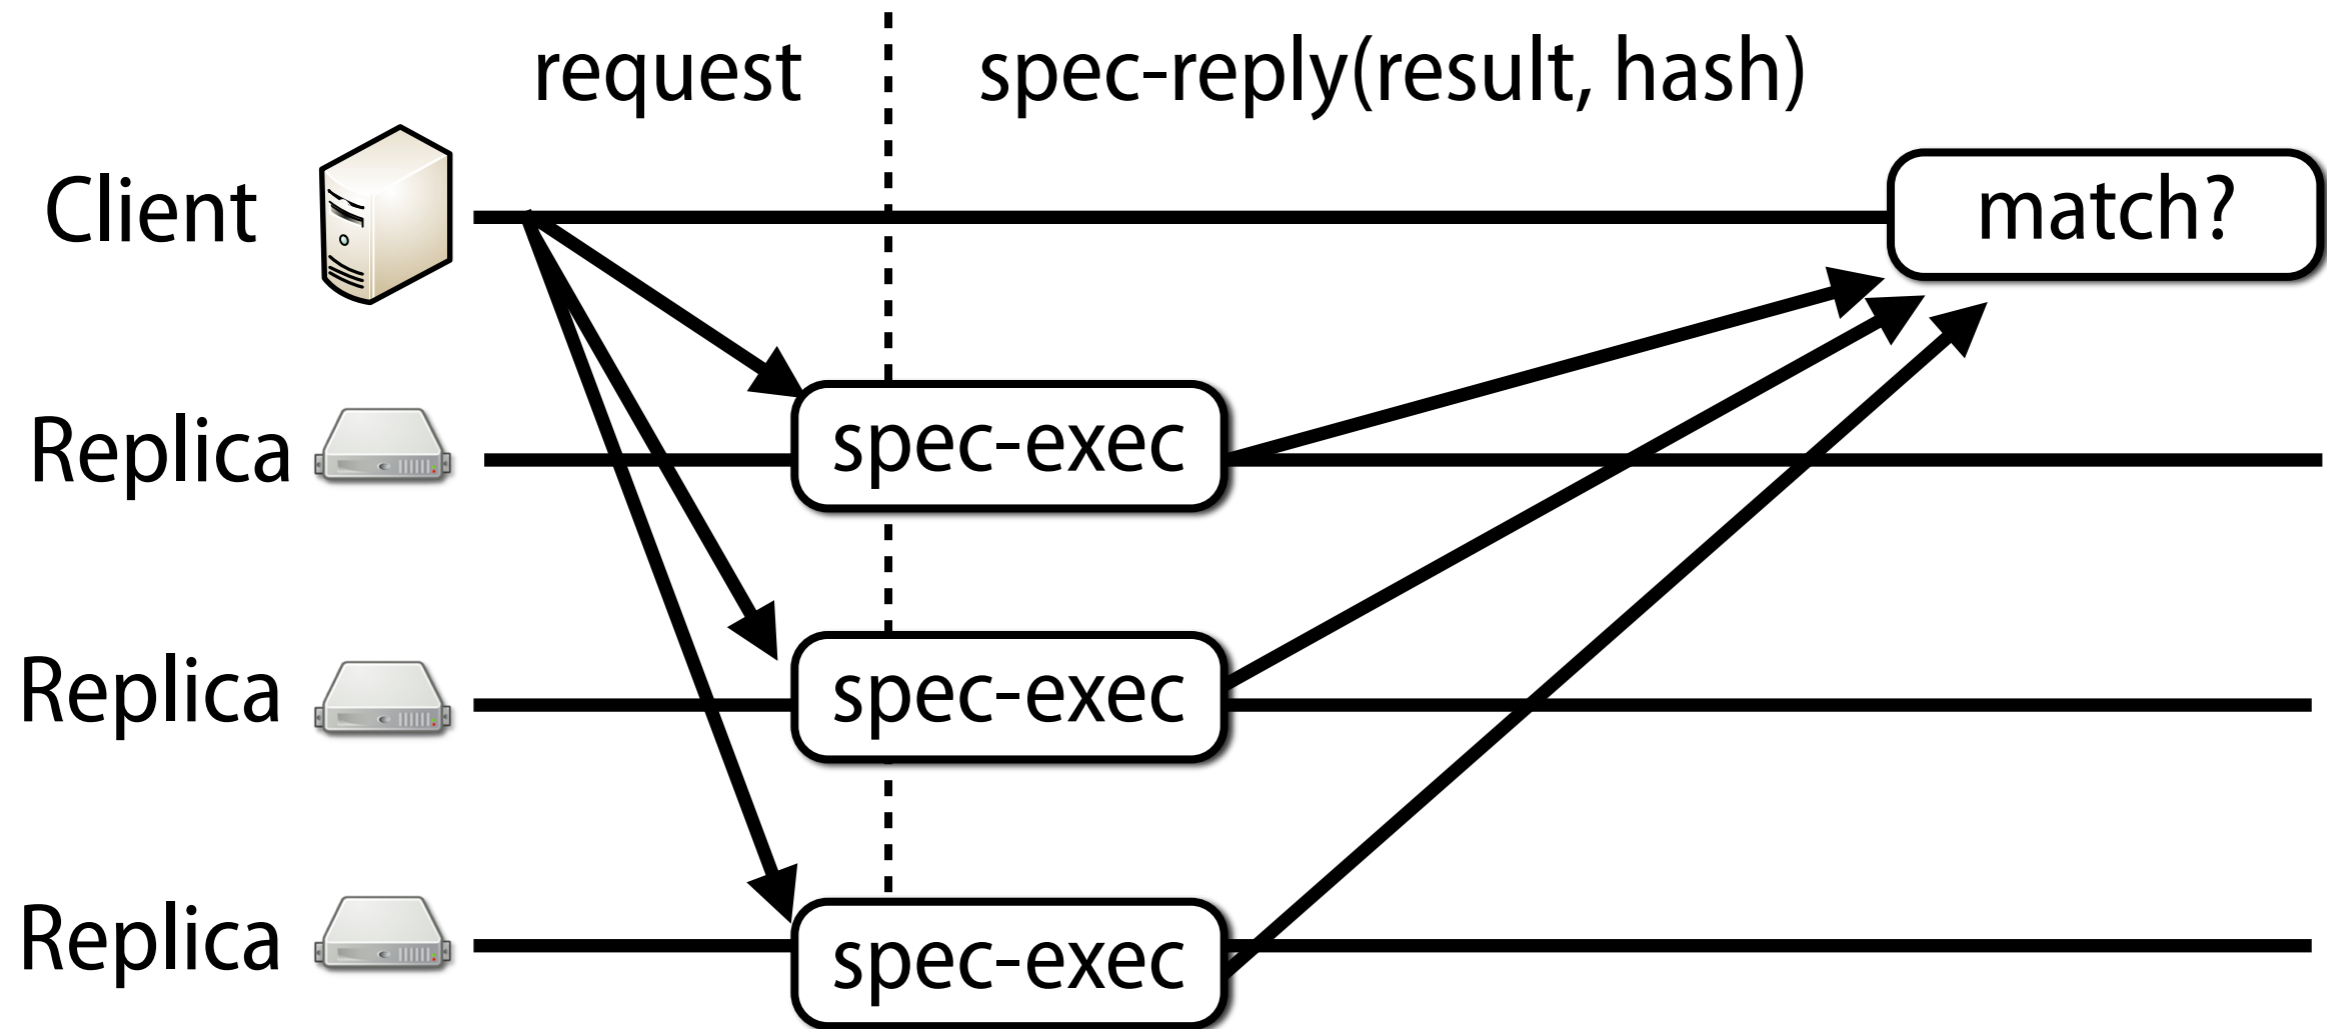 request
spec-reply(result, hash)
Client
match?
Replica
spec-exec
Replica
spec-exec
Replica
spec-exec